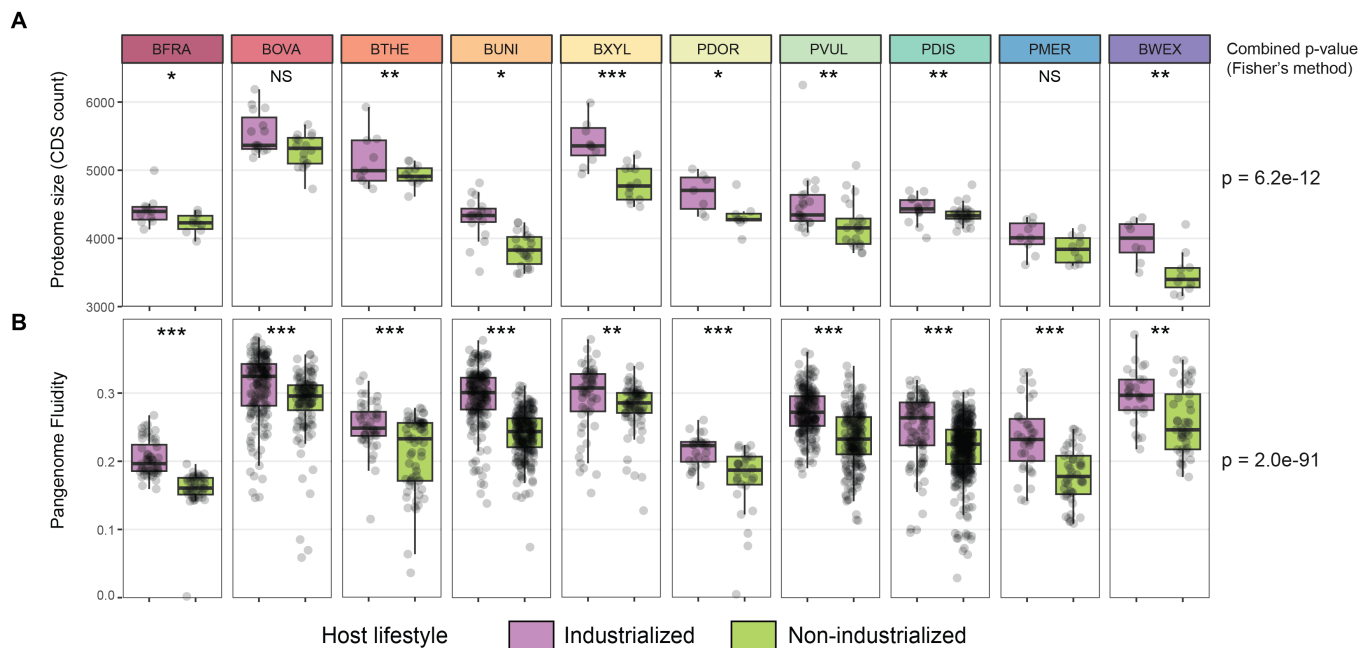 A
BFRA BOVA BTHE BUNI BXYL PDOR PVUL PDIS PMER BWEX
Combined p-value
(Fisher's method)
* NS ** * *** * ** ** NS **
Proteome size (CDS count)
6000
5000
4000
3000
p = 6.2e-12
B
*** *** *** *** ** *** *** *** *** **
Pangenome Fluidity
0.3
0.2
0.1
0.0
p = 2.0e-91
Host lifestyle Industrialized Non-industrialized